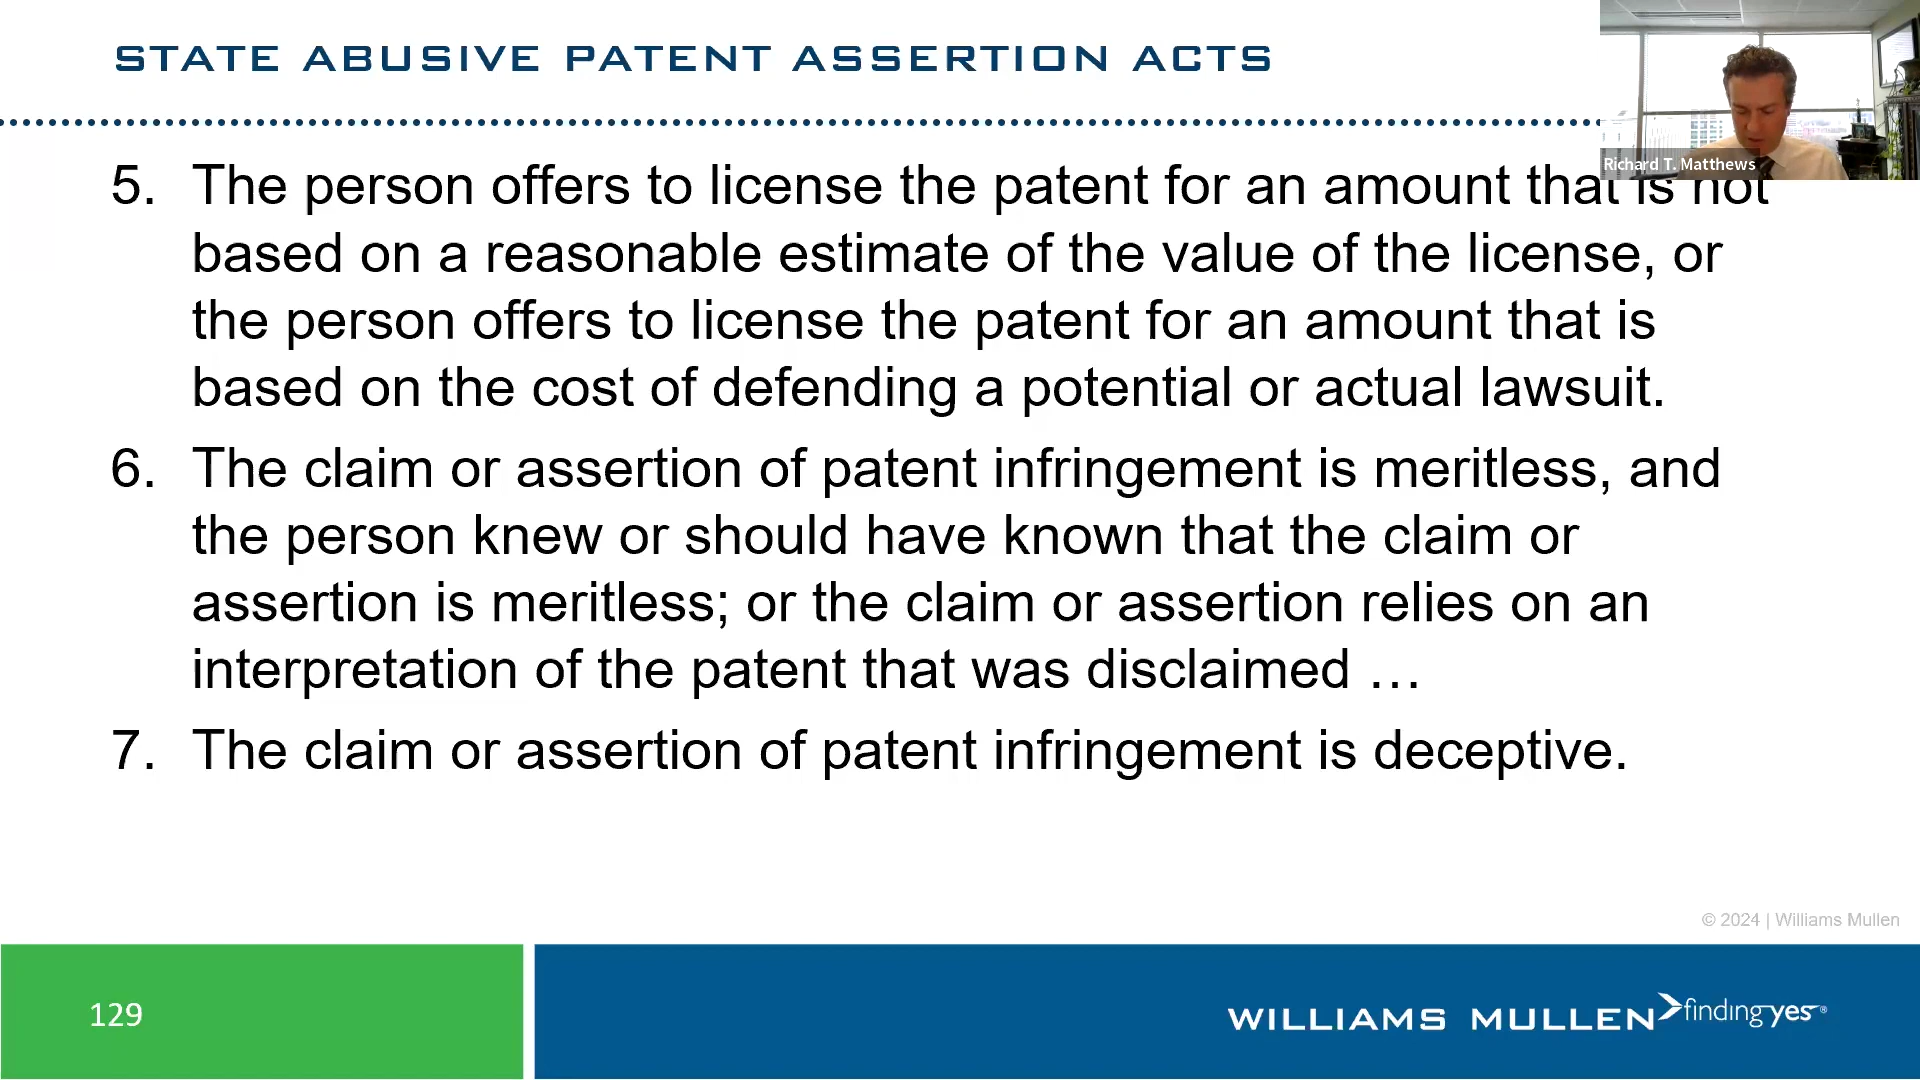 STATE ABUSIVE PATENT ASSERTION ACTS
Richard T. Matthews
5. The person offers to license the patent for an amount that is not
based on a reasonable estimate of the value of the license, or
the person offers to license the patent for an amount that is
based on the cost of defending a potential or actual lawsuit.
6. The claim or assertion of patent infringement is meritless, and
the person knew or should have known that the claim or
assertion is meritless; or the claim or assertion relies on an
interpretation of the patent that was disclaimed …
7. The claim or assertion of patent infringement is deceptive.
© 2024 | Williams Mullen
129
WILLIAMS MULLEN findingyes®